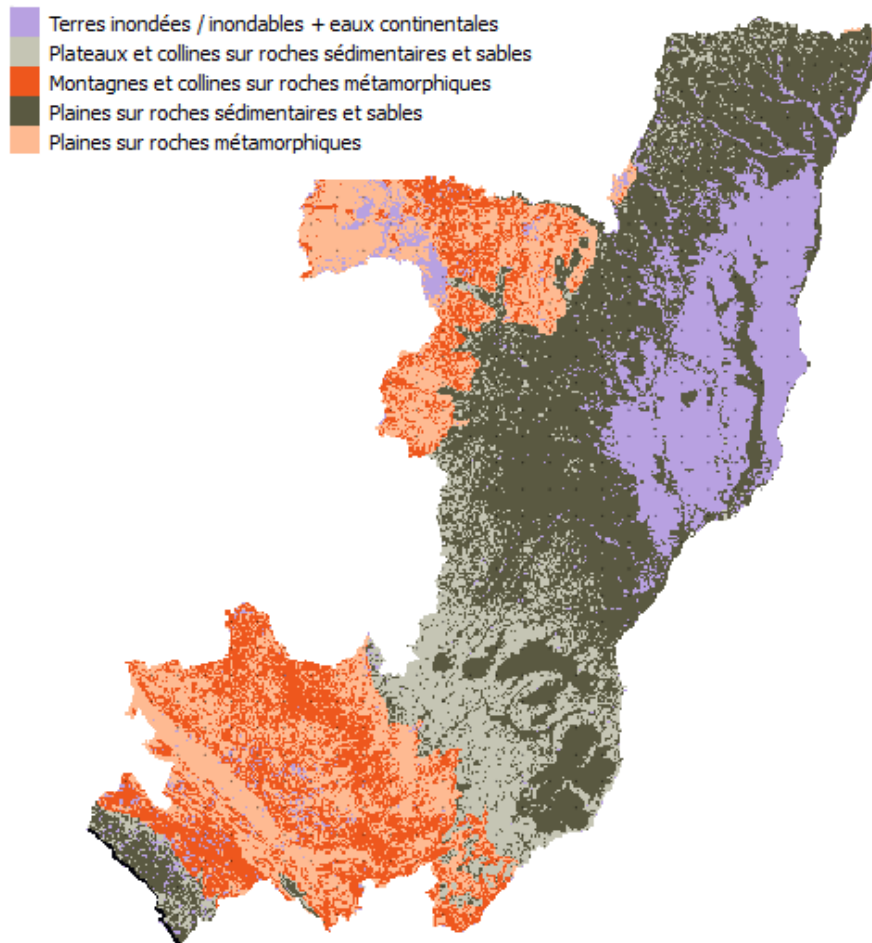 Terres inondées / inondables + eaux continentales
Plateaux et collines sur roches sédimentaires et sables
Montagnes et collines sur roches métamorphiques
Plaines sur roches sédimentaires et sables
Plaines sur roches métamorphiques